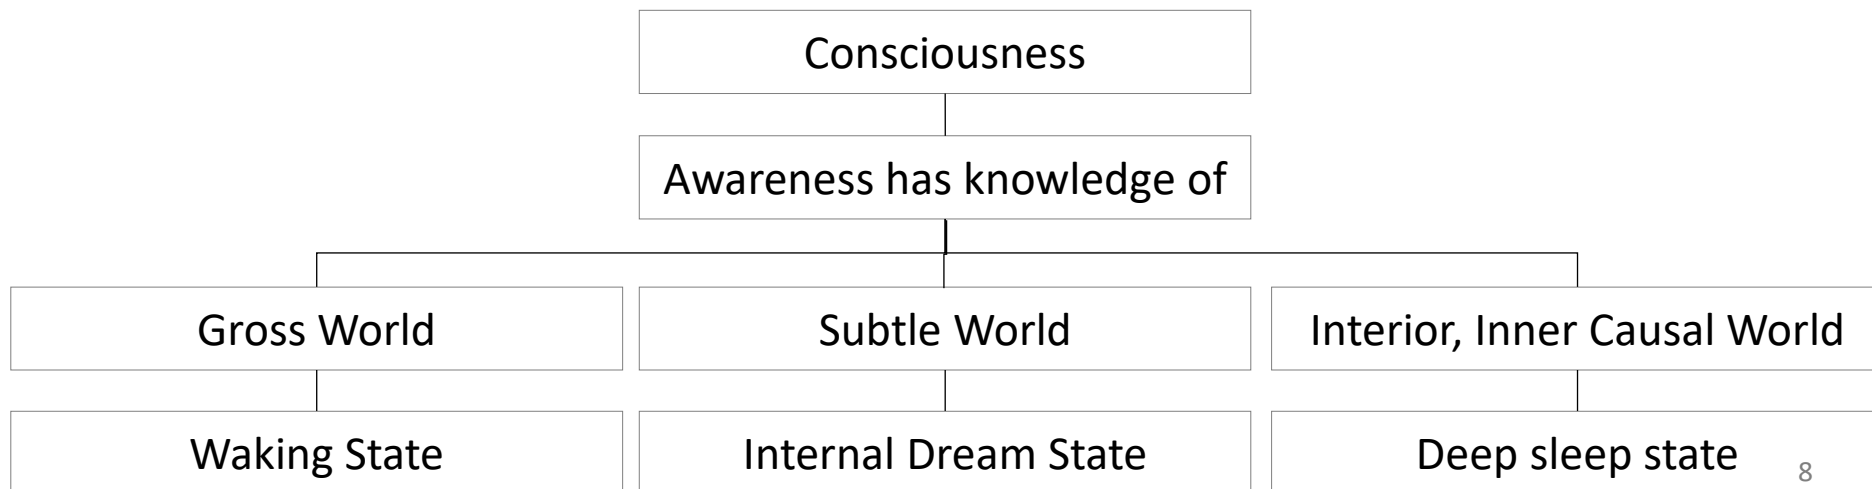 Consciousness
Awareness has knowledge of
Gross World
Subtle World
Interior, Inner Causal World
Waking State
Internal Dream State
Deep sleep state
8